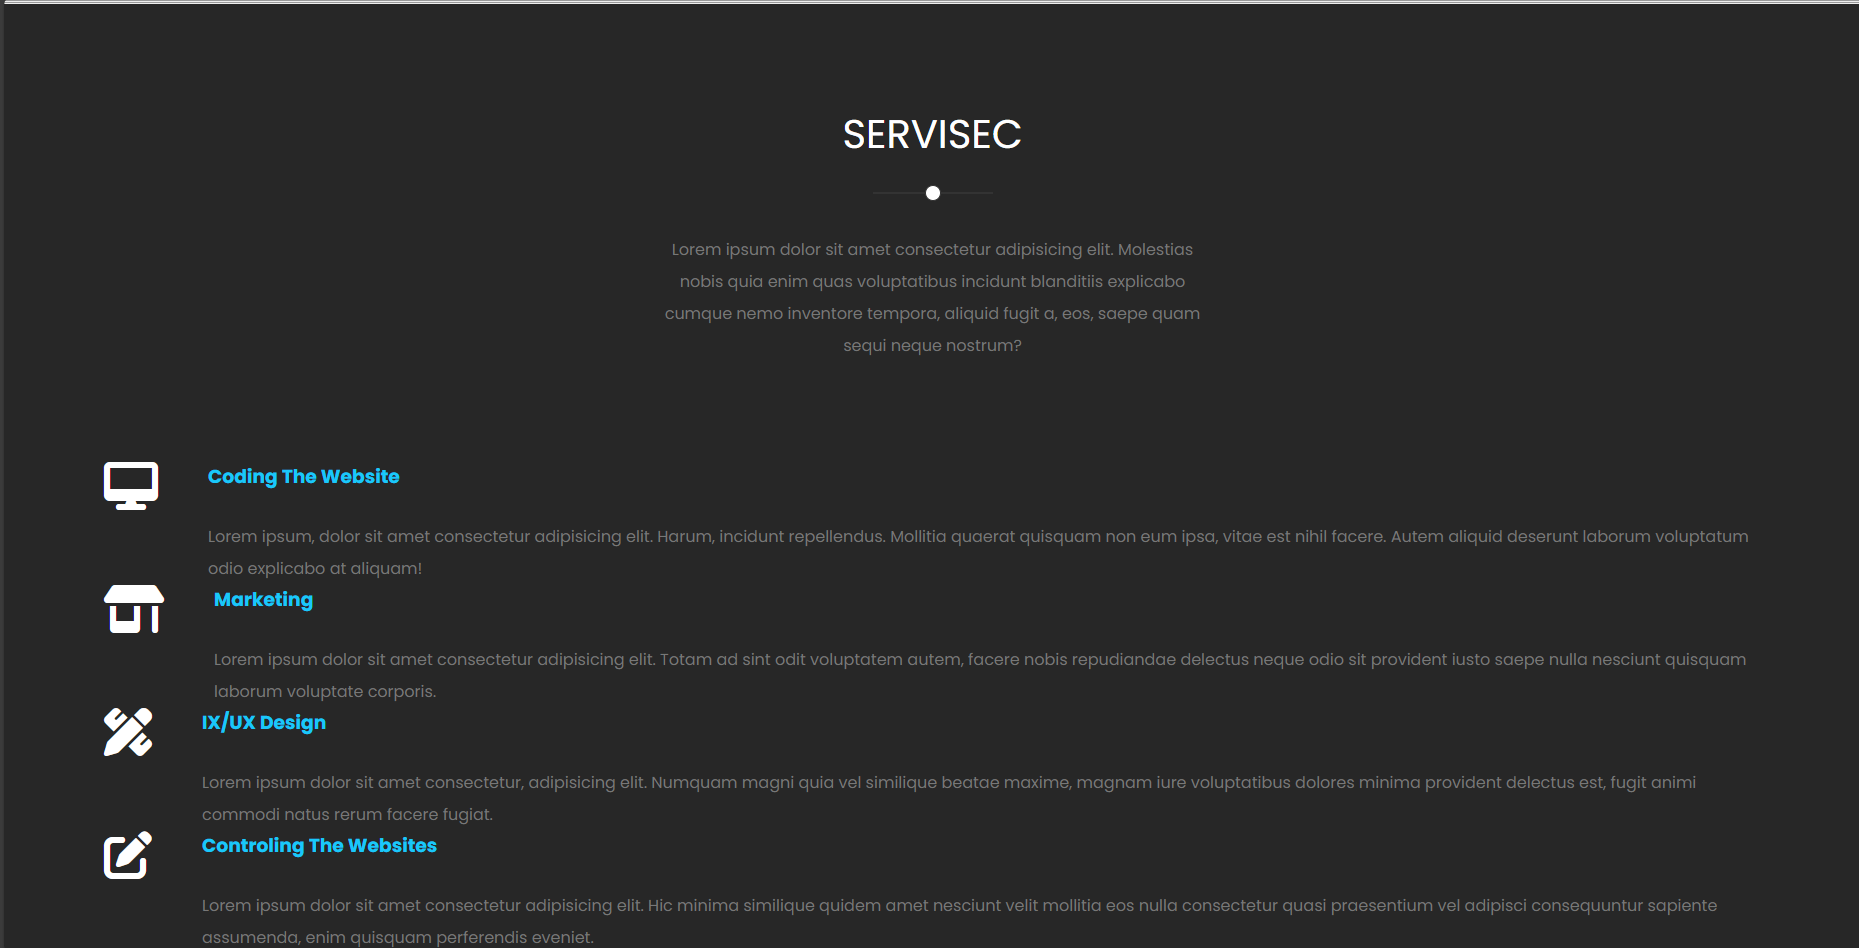 SERVISEC
Lorem ipsum dolor sit amet consectetur adipisicing elit. Molestias
nobis quia enim quas voluptatibus incidunt blanditiis explicabo
cumque nemo inventore tempora, aliquid fugit a, eos, saepe quam
sequi neque nostrum?
Coding The Website
Lorem ipsum, dolor sit amet consectetur adipisicing elit. Harum, incidunt repellendus. Mollitia quaerat quisquam non eum ipsa, vitae est nihil facere. Autem aliquid deserunt laborum voluptatum
odio explicabo at aliquam!
Marketing
Lorem ipsum dolor sit amet consectetur adipisicing elit. Totam ad sint odit voluptatem autem, facere nobis repudiandae delectus neque odio sit provident iusto saepe nulla nesciunt quisquam
laborum voluptate corporis.
IX/UX Design
Lorem ipsum dolor sit amet consectetur, adipisicing elit. Numquam magni quia vel similique beatae maxime, magnam iure voluptatibus dolores minima provident delectus est, fugit animi
commodi natus rerum facere fugiat.
Controling The Websites
Lorem ipsum dolor sit amet consectetur adipisicing elit. Hic minima similique quidem amet nesciunt velit mollitia eos nulla consectetur quasi praesentium vel adipisci consequuntur sapiente
assumenda, enim quisquam perferendis eveniet.